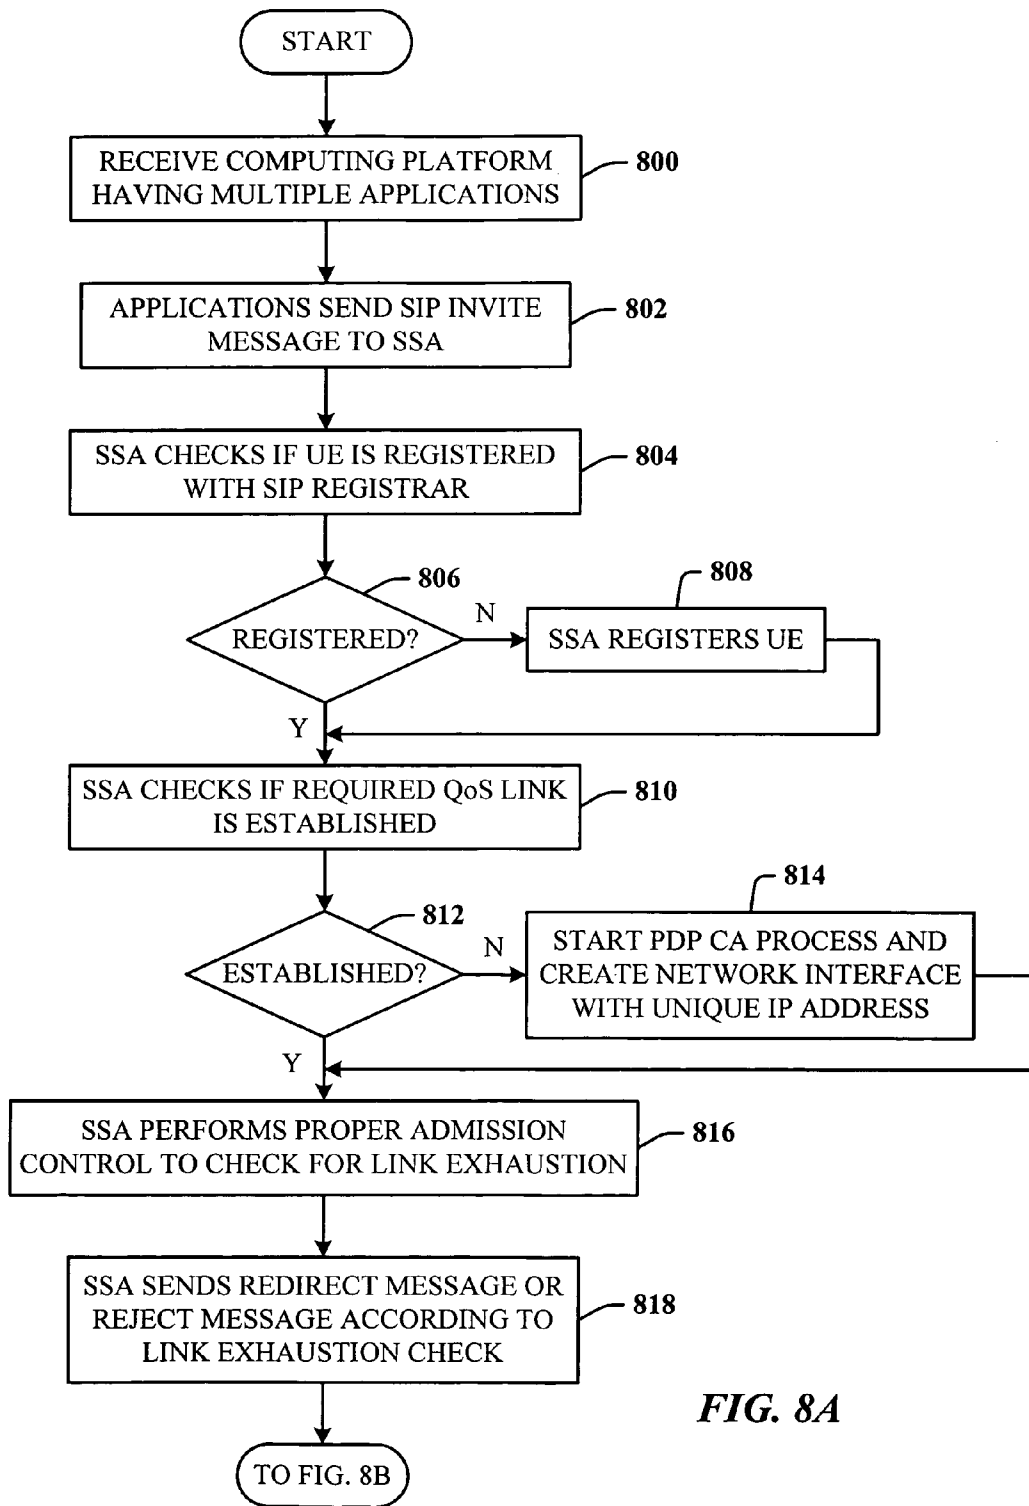 START
RECEIVE COMPUTING PLATFORM
HAVING MULTIPLE APPLICATIONS
800
APPLICATIONS SEND SIP INVITE
MESSAGE TO SSA
802
SSA CHECKS IF UE IS REGISTERED
WITH SIP REGISTRAR
804
806
REGISTERED?
N
808
SSA REGISTERS UE
Y
SSA CHECKS IF REQUIRED QoS LINK
IS ESTABLISHED
810
812
ESTABLISHED?
N
814
START PDP CA PROCESS AND
CREATE NETWORK INTERFACE
WITH UNIQUE IP ADDRESS
Y
SSA PERFORMS PROPER ADMISSION
CONTROL TO CHECK FOR LINK EXHAUSTION
816
SSA SENDS REDIRECT MESSAGE OR
REJECT MESSAGE ACCORDING TO
LINK EXHAUSTION CHECK
818
TO FIG. 8B
FIG. 8A